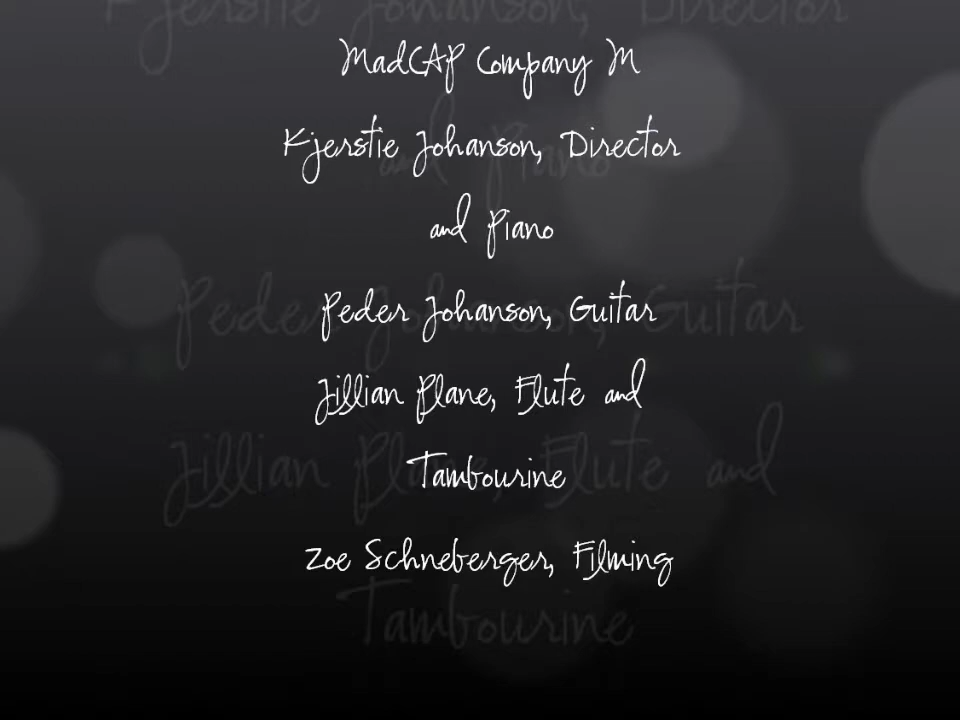 MadCAP Company M
Kjerstie Johanson, Director
and Piano
Peder Johanson, Guitar
Jillian Plane, Flute and
Tambourine
Zoe Schneberger, Filming